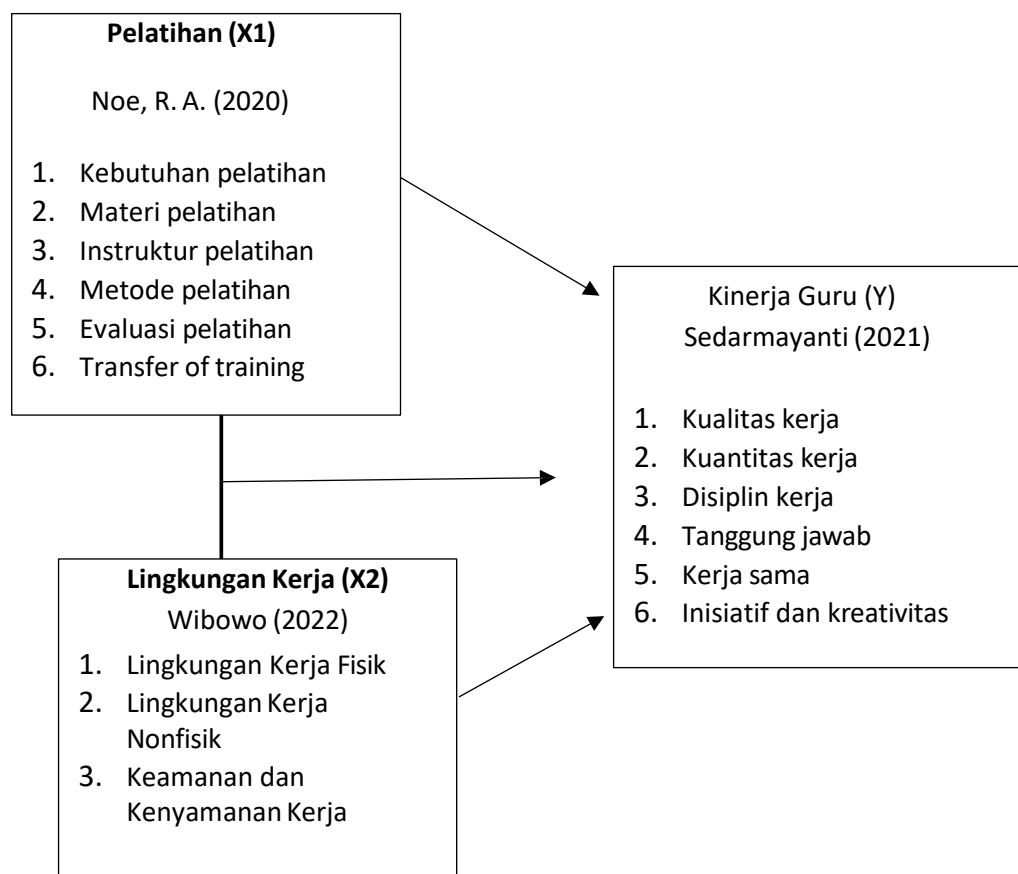 Pelatihan (X1)
Noe, R. A. (2020)
1. Kebutuhan pelatihan
2. Materi pelatihan
3. Instruktur pelatihan
4. Metode pelatihan
5. Evaluasi pelatihan
6. Transfer of training
Kinerja Guru (Y)
Sedarmayanti (2021)
1. Kualitas kerja
2. Kuantitas kerja
3. Disiplin kerja
4. Tanggung jawab
5. Kerja sama
6. Inisiatif dan kreativitas
Lingkungan Kerja (X2)
Wibowo (2022)
1. Lingkungan Kerja Fisik
2. Lingkungan Kerja
Nonfisik
3. Keamanan dan
Kenyamanan Kerja